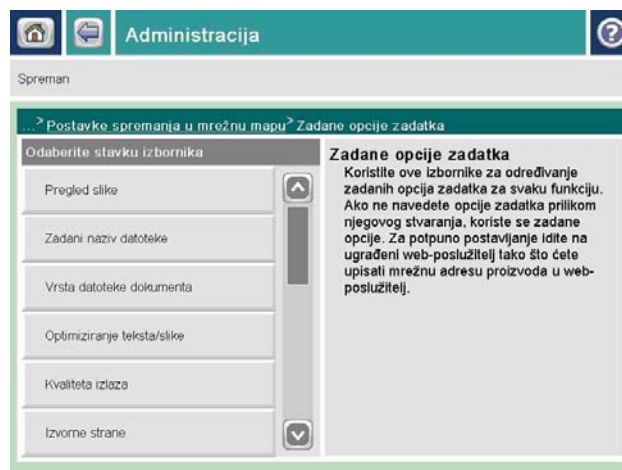 Administracija
Spreman
...> Postavke spremanja u mrežnu mapu > Zadane opcije zadatka
Odaberite stavku izbornika
Pregled slike
Zadani naziv datoteke
Vrsta datoteke dokumenta
Optimiziranje teksta/slike
Kvaliteta izlaza
Izvorne strane
Zadane opcije zadatka
Koristite ove izbornike za određivanje
zadanih opcija zadatka za svaku funkciju.
Ako ne navedete opcije zadatka prilikom
njegovog stvaranja, koriste se zadane
opcije. Za potpuno postavljanje idite na
ugrađeni web-poslužitelj tako što ćete
upisati mrežnu adresu proizvoda u web-
poslužitelj.